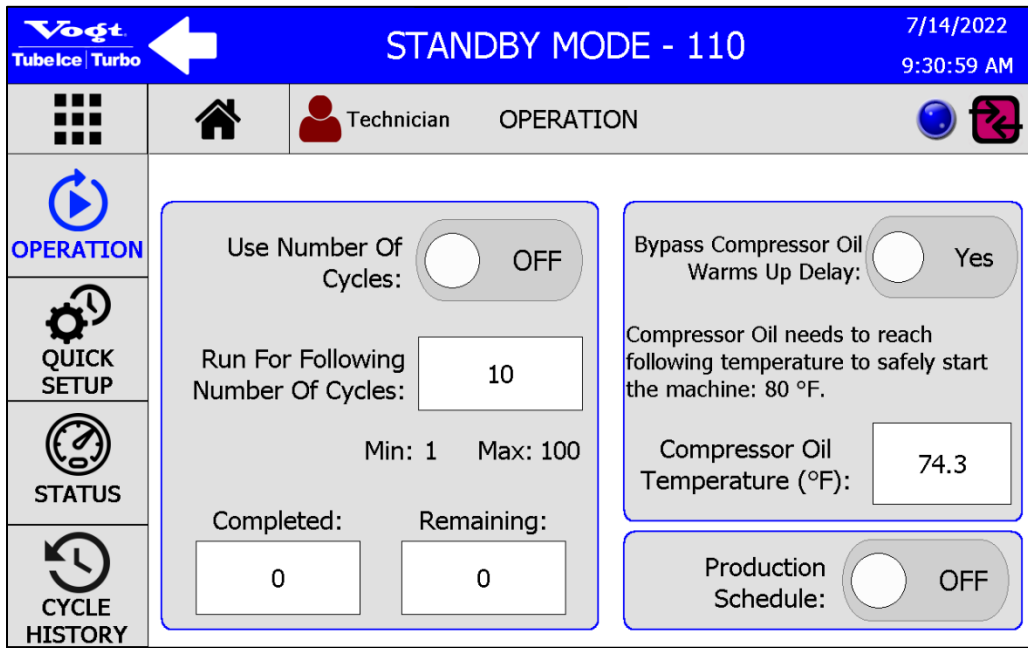 Vogt
TubeIce | Turbo
STANDBY MODE - 110
7/14/2022
9:30:59 AM
Technician
OPERATION
OPERATION
QUICK
SETUP
STATUS
CYCLE
HISTORY
Use Number Of
Cycles:
OFF
Run For Following
Number Of Cycles:
10
Min: 1
Max: 100
Completed:
Remaining:
0
0
Bypass Compressor Oil
Warms Up Delay:
Yes
Compressor Oil needs to reach
following temperature to safely start
the machine: 80 °F.
Compressor Oil
Temperature (°F):
74.3
Production
Schedule:
OFF